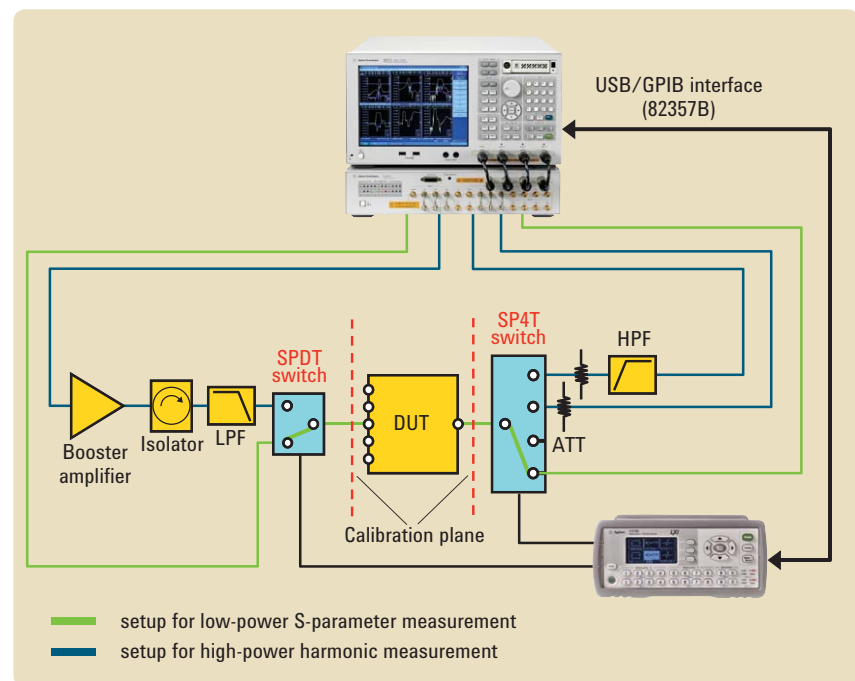 USB/GPIB interface
(82357B)
SP4T
switch
HPF
SPDT
switch
DUT
ATT
Booster
amplifier
Isolator
LPF
Calibration plane
setup for low-power S-parameter measurement
setup for high-power harmonic measurement